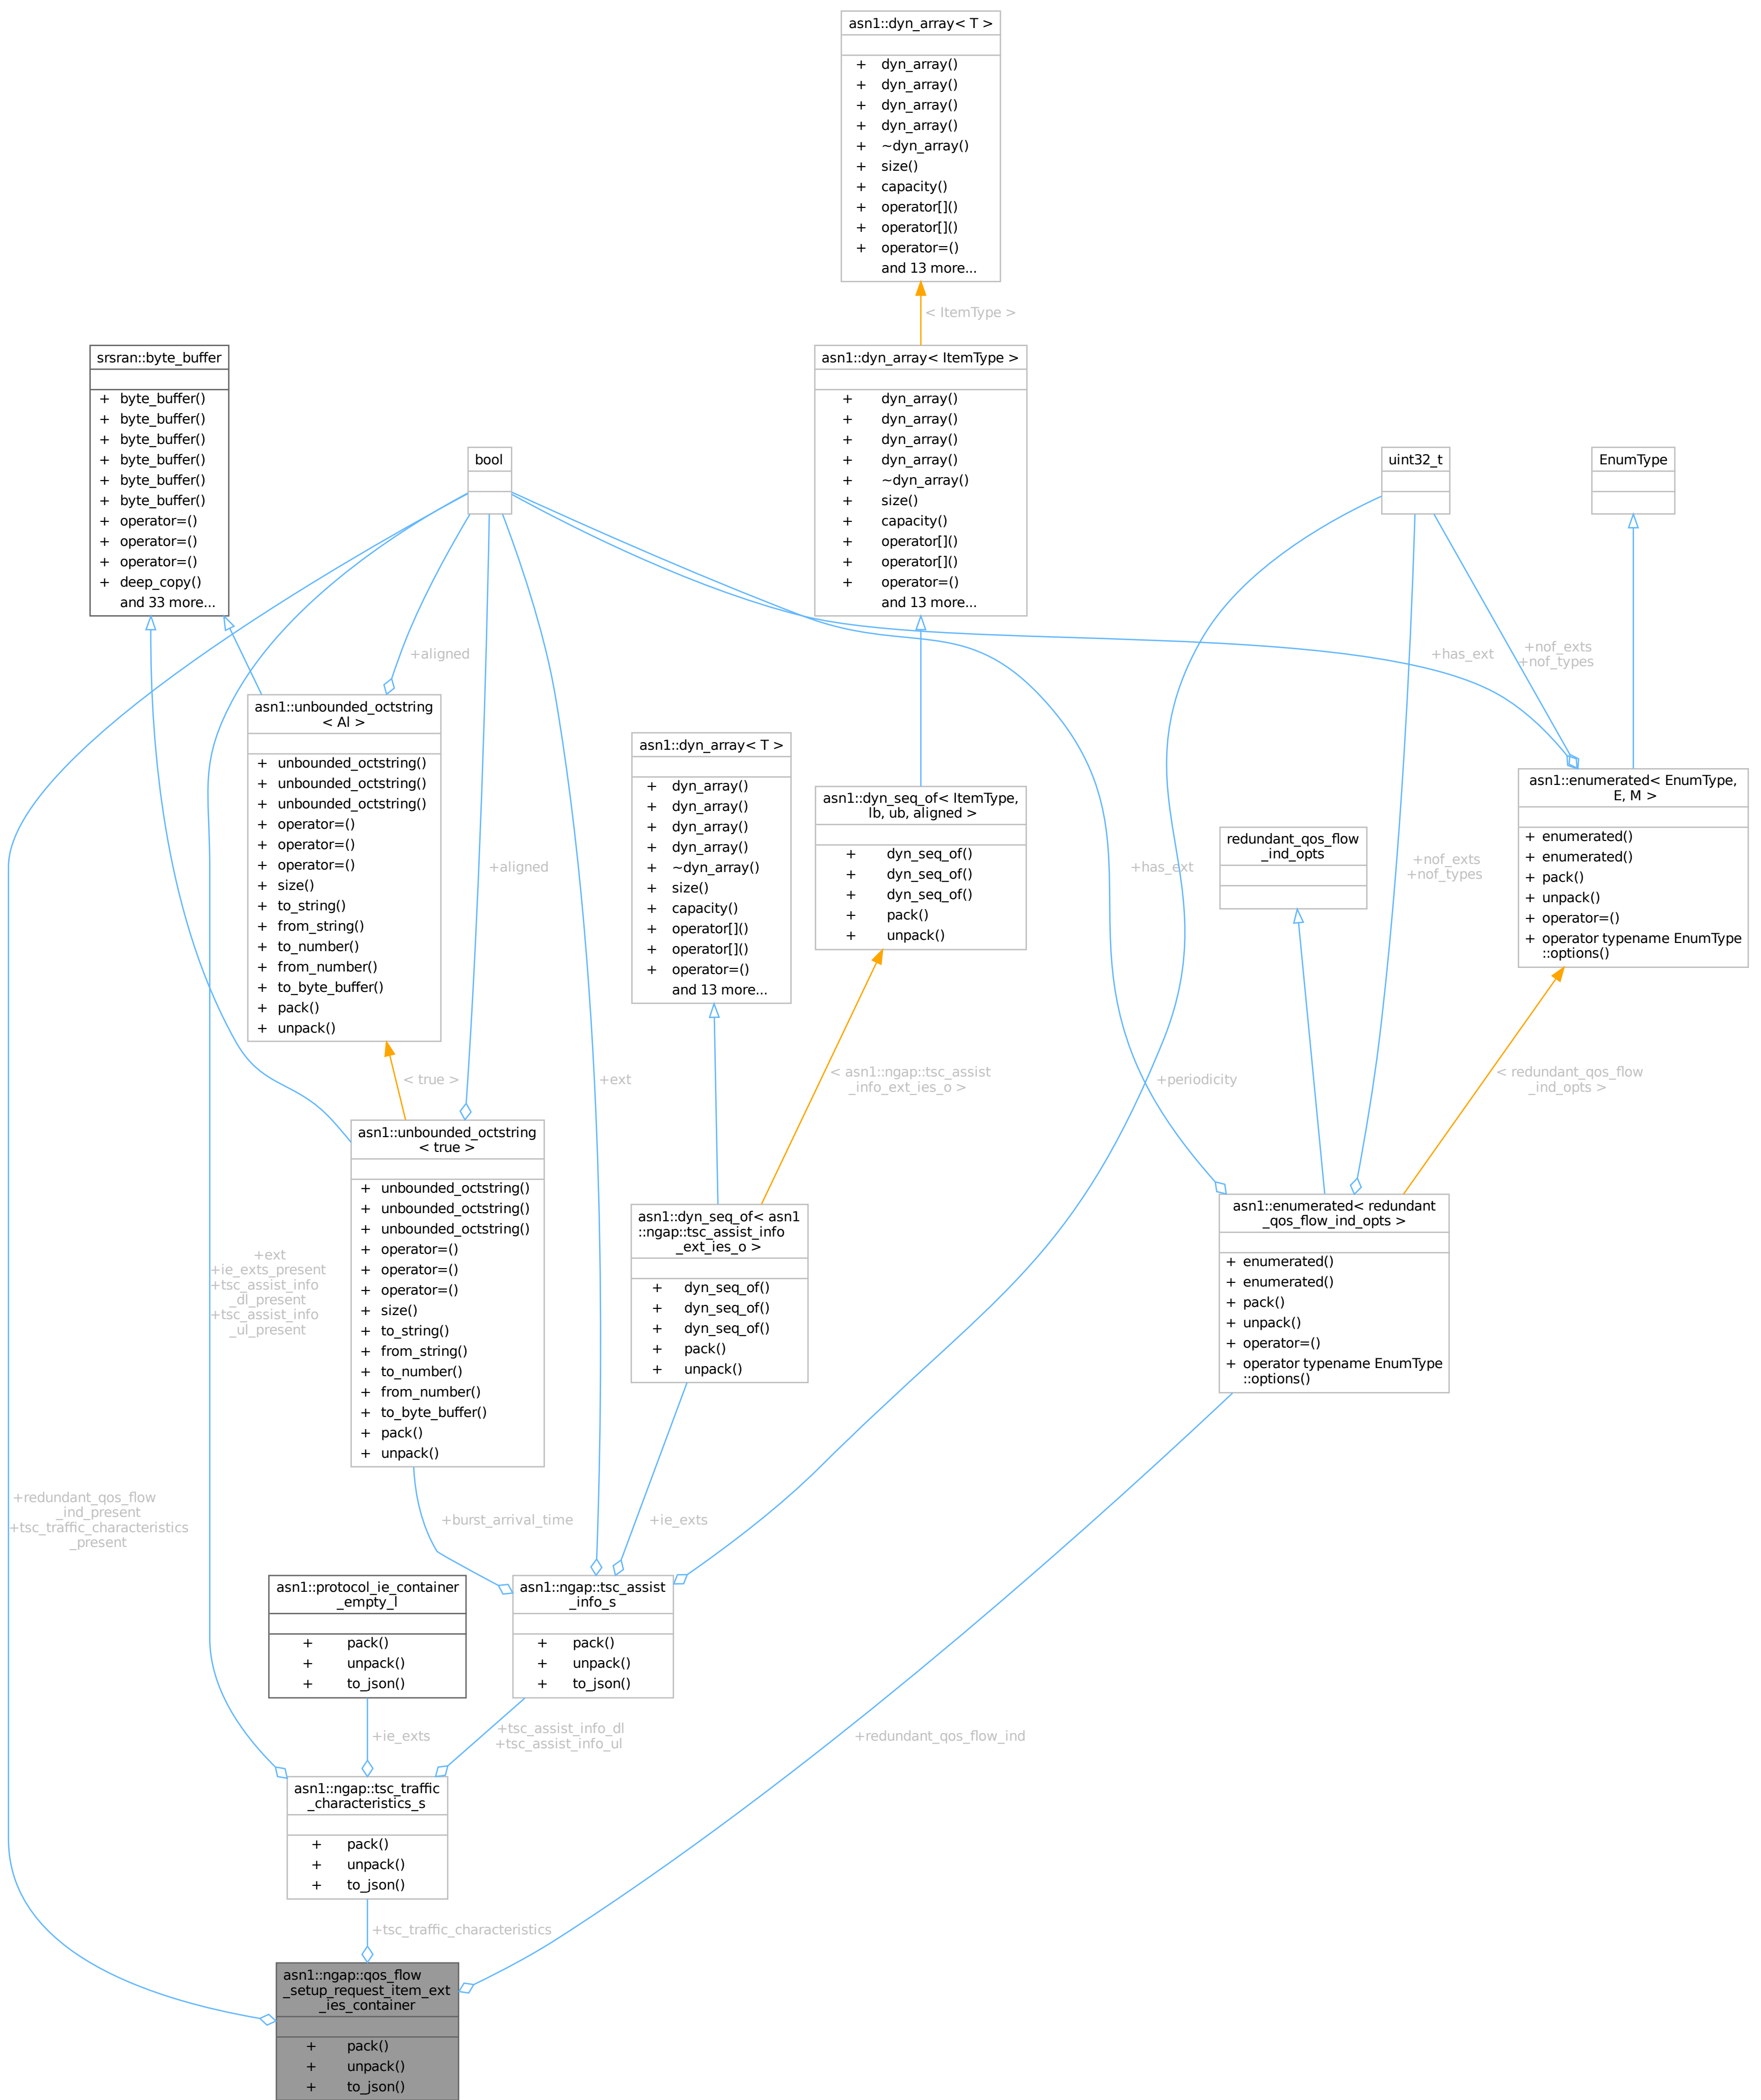 asn1::dyn_array< T >
+ dyn_array()
+ dyn_array()
+ dyn_array()
+ dyn_array()
+ ~dyn_array()
+ size()
+ capacity()
+ operator[]()
+ operator[]()
+ operator=()
and 13 more...
< ItemType >
srsran::byte_buffer
+ byte_buffer()
+ byte_buffer()
+ byte_buffer()
+ byte_buffer()
+ byte_buffer()
+ byte_buffer()
+ operator=()
+ operator=()
+ operator=()
+ deep_copy()
and 33 more...
asn1::dyn_array< ItemType >
+ dyn_array()
+ dyn_array()
+ dyn_array()
+ dyn_array()
+ ~dyn_array()
+ size()
+ capacity()
+ operator[]()
+ operator[]()
+ operator=()
and 13 more...
bool
uint32_t
EnumType
+aligned
+has_ext
+nof_exts
+nof_types
asn1::unbounded_octstring
< Al >
+ unbounded_octstring()
+ unbounded_octstring()
+ unbounded_octstring()
+ operator=()
+ operator=()
+ operator=()
+ size()
+ to_string()
+ from_string()
+ to_number()
+ from_number()
+ to_byte_buffer()
+ pack()
+ unpack()
+aligned
asn1::dyn_array< T >
+ dyn_array()
+ dyn_array()
+ dyn_array()
+ dyn_array()
+ ~dyn_array()
+ size()
+ capacity()
+ operator[]()
+ operator[]()
+ operator=()
and 13 more...
asn1::dyn_seq_of< ItemType,
lb, ub, aligned >
+ dyn_seq_of()
+ dyn_seq_of()
+ dyn_seq_of()
+ pack()
+ unpack()
+has_ext
redundant_qos_flow
_ind_opts
+nof_exts
+nof_types
asn1::enumerated< EnumType,
E, M >
+ enumerated()
+ enumerated()
+ pack()
+ unpack()
+ operator=()
+ operator typename EnumType
::options()
< true >
+ext
< asn1::ngap::tsc_assist
_info_ext_ies_o >
+periodicity
< redundant_qos_flow
_ind_opts >
asn1::unbounded_octstring
< true >
+ unbounded_octstring()
+ unbounded_octstring()
+ unbounded_octstring()
+ operator=()
+ operator=()
+ operator=()
+ size()
+ to_string()
+ from_string()
+ to_number()
+ from_number()
+ to_byte_buffer()
+ pack()
+ unpack()
asn1::dyn_seq_of< asn1
::ngap::tsc_assist_info
_ext_ies_o >
+ dyn_seq_of()
+ dyn_seq_of()
+ dyn_seq_of()
+ pack()
+ unpack()
asn1::enumerated< redundant
_qos_flow_ind_opts >
+ enumerated()
+ enumerated()
+ pack()
+ unpack()
+ operator=()
+ operator typename EnumType
::options()
+ext
+ie_exts_present
+tsc_assist_info
_dl_present
+tsc_assist_info
_ul_present
+redundant_qos_flow
_ind_present
+tsc_traffic_characteristics
_present
+burst_arrival_time
+ie_exts
asn1::protocol_ie_container
_empty_l
+ pack()
+ unpack()
+ to_json()
asn1::ngap::tsc_assist
_info_s
+ pack()
+ unpack()
+ to_json()
+ie_exts
+tsc_assist_info_dl
+tsc_assist_info_ul
+redundant_qos_flow_ind
asn1::ngap::tsc_traffic
_characteristics_s
+ pack()
+ unpack()
+ to_json()
+tsc_traffic_characteristics
asn1::ngap::qos_flow
_setup_request_item_ext
_ies_container
+ pack()
+ unpack()
+ to_json()